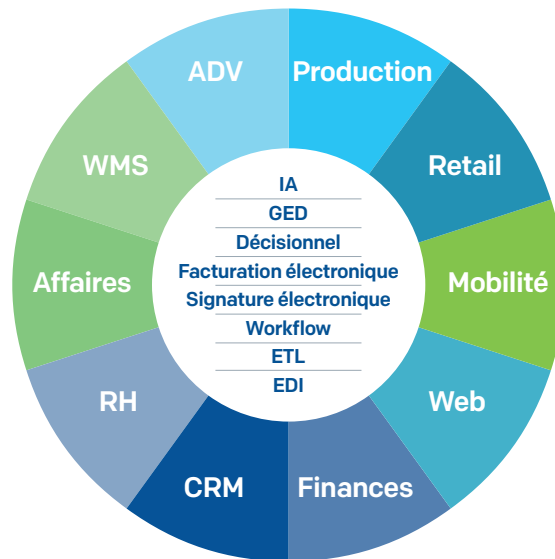 ADV
Production
WMS
Retail
Affaires
Mobilité
RH
Web
CRM
Finances
IA
GED
Décisionnel
Facturation électronique
Signature électronique
Workflow
ETL
EDI